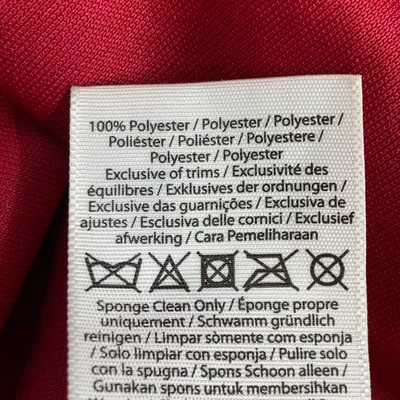 100% Polyester / Polyester / Polyester /
Poliéster / Poliéster / Polyestere /
Polyester / Polyester
Exclusive of trims / Exclusivité des
équilibres / Exklusives der ordnungen /
Exclusive das guarnições / Exclusiva de
ajustes / Esclusiva delle cornici / Exclusief
afwerking / Cara Pemeliharaan
Sponge Clean Only / Éponge propre
uniquement / Schwamm gründlich
reinigen / Limpar sòmente com esponja
/ Solo limpiar con esponja / Pulire solo
con la spugna / Spons Schoon alleen /
Gunakan spons untuk membersihkan